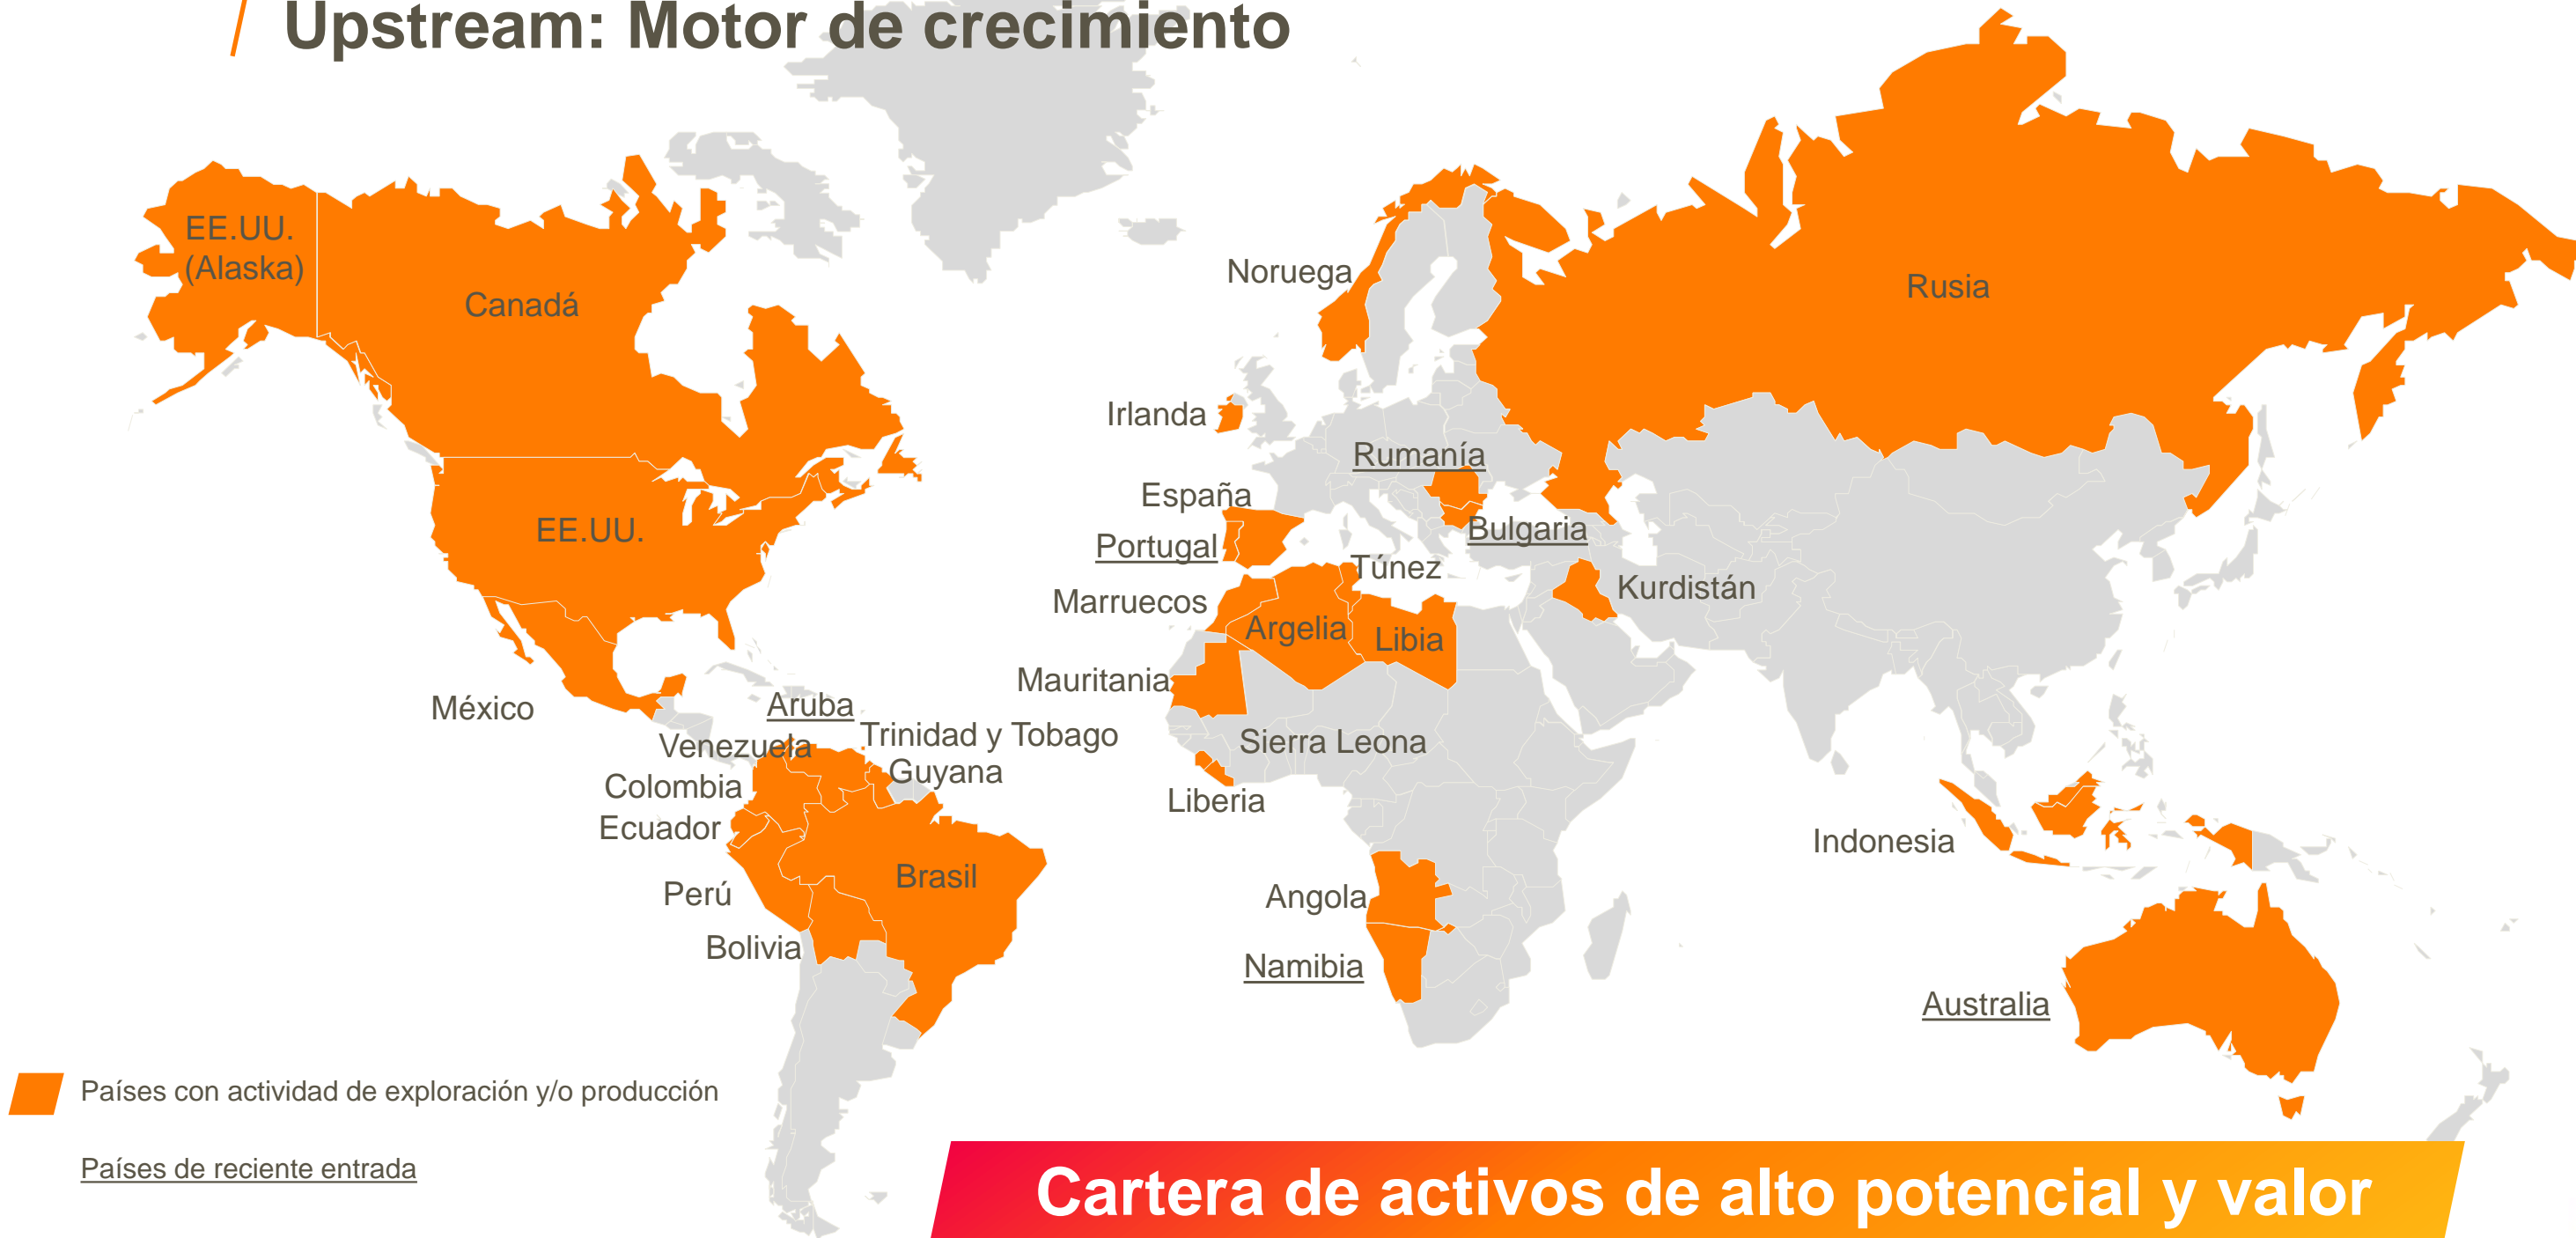 Upstream: Motor de crecimiento
EE.UU.
(Alaska)
Canadá
Noruega
Rusia
Irlanda
Rumanía
España
EE.UU.
Bulgaria
Portugal
Túnez
Kurdistán
Marruecos
Argelia
Libia
Mauritania
México
Aruba
Trinidad y Tobago
Venezuela
Sierra Leona
Guyana
Colombia
Liberia
Ecuador
Indonesia
Brasil
Perú
Angola
Bolivia
Namibia
Australia
Países con actividad de exploración y/o producción
Países de reciente entrada
Cartera de activos de alto potencial y valor